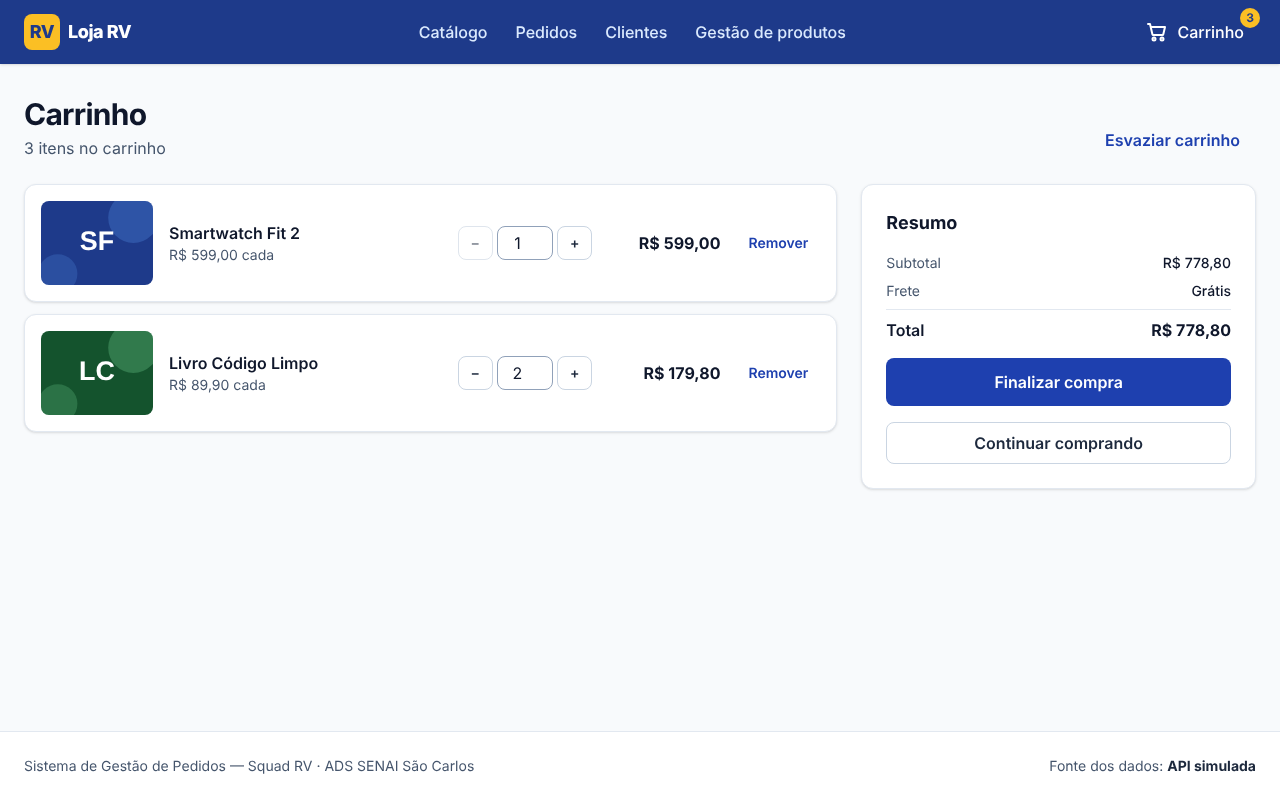 RV Loja RV Catálogo Pedidos Clientes Gestão de produtos Carrinho 3
Carrinho
3 itens no carrinho
Esvaziar carrinho
SF
Smartwatch Fit 2
R$ 599,00 cada
− 1 + R$ 599,00 Remover
LC
Livro Código Limpo
R$ 89,90 cada
− 2 + R$ 179,80 Remover
Resumo
Subtotal R$ 778,80
Frete Grátis
Total R$ 778,80
Finalizar compra
Continuar comprando
Sistema de Gestão de Pedidos — Squad RV · ADS SENAI São Carlos
Fonte dos dados: API simulada